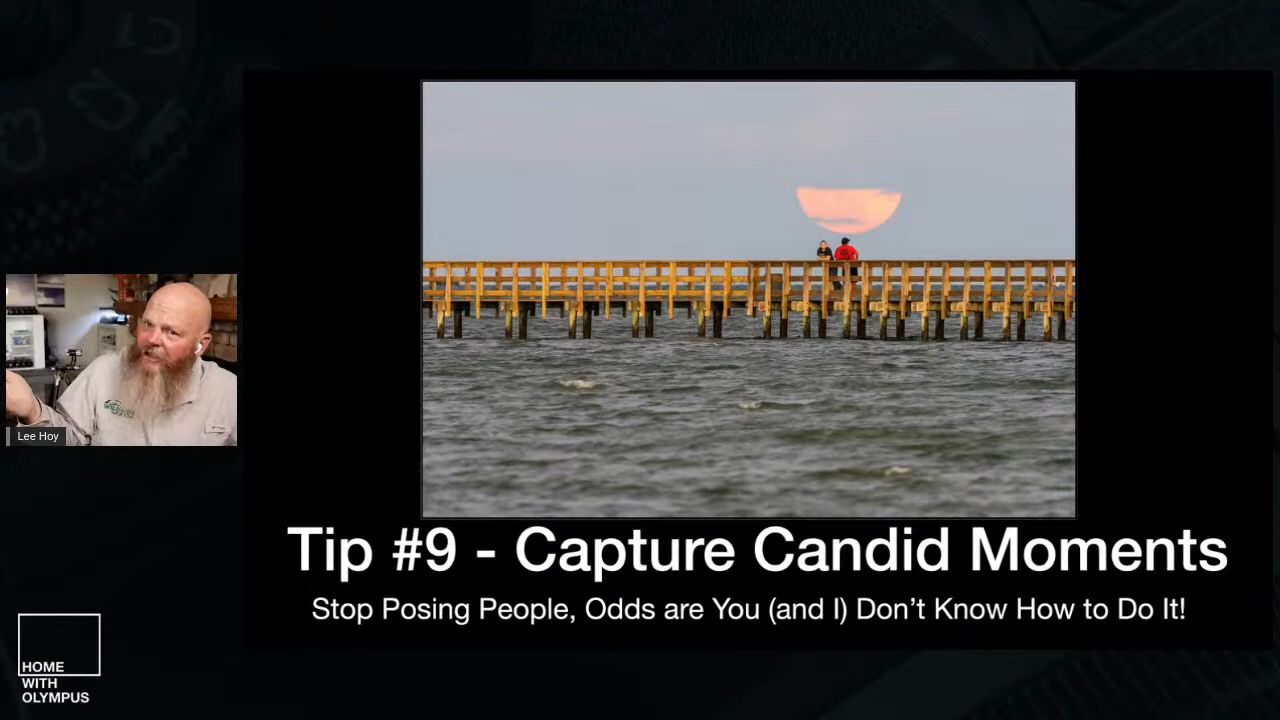 Lee Hoy
Tip #9 - Capture Candid Moments
Stop Posing People, Odds are You (and I) Don’t Know How to Do It!
HOME
WITH
OLYMPUS